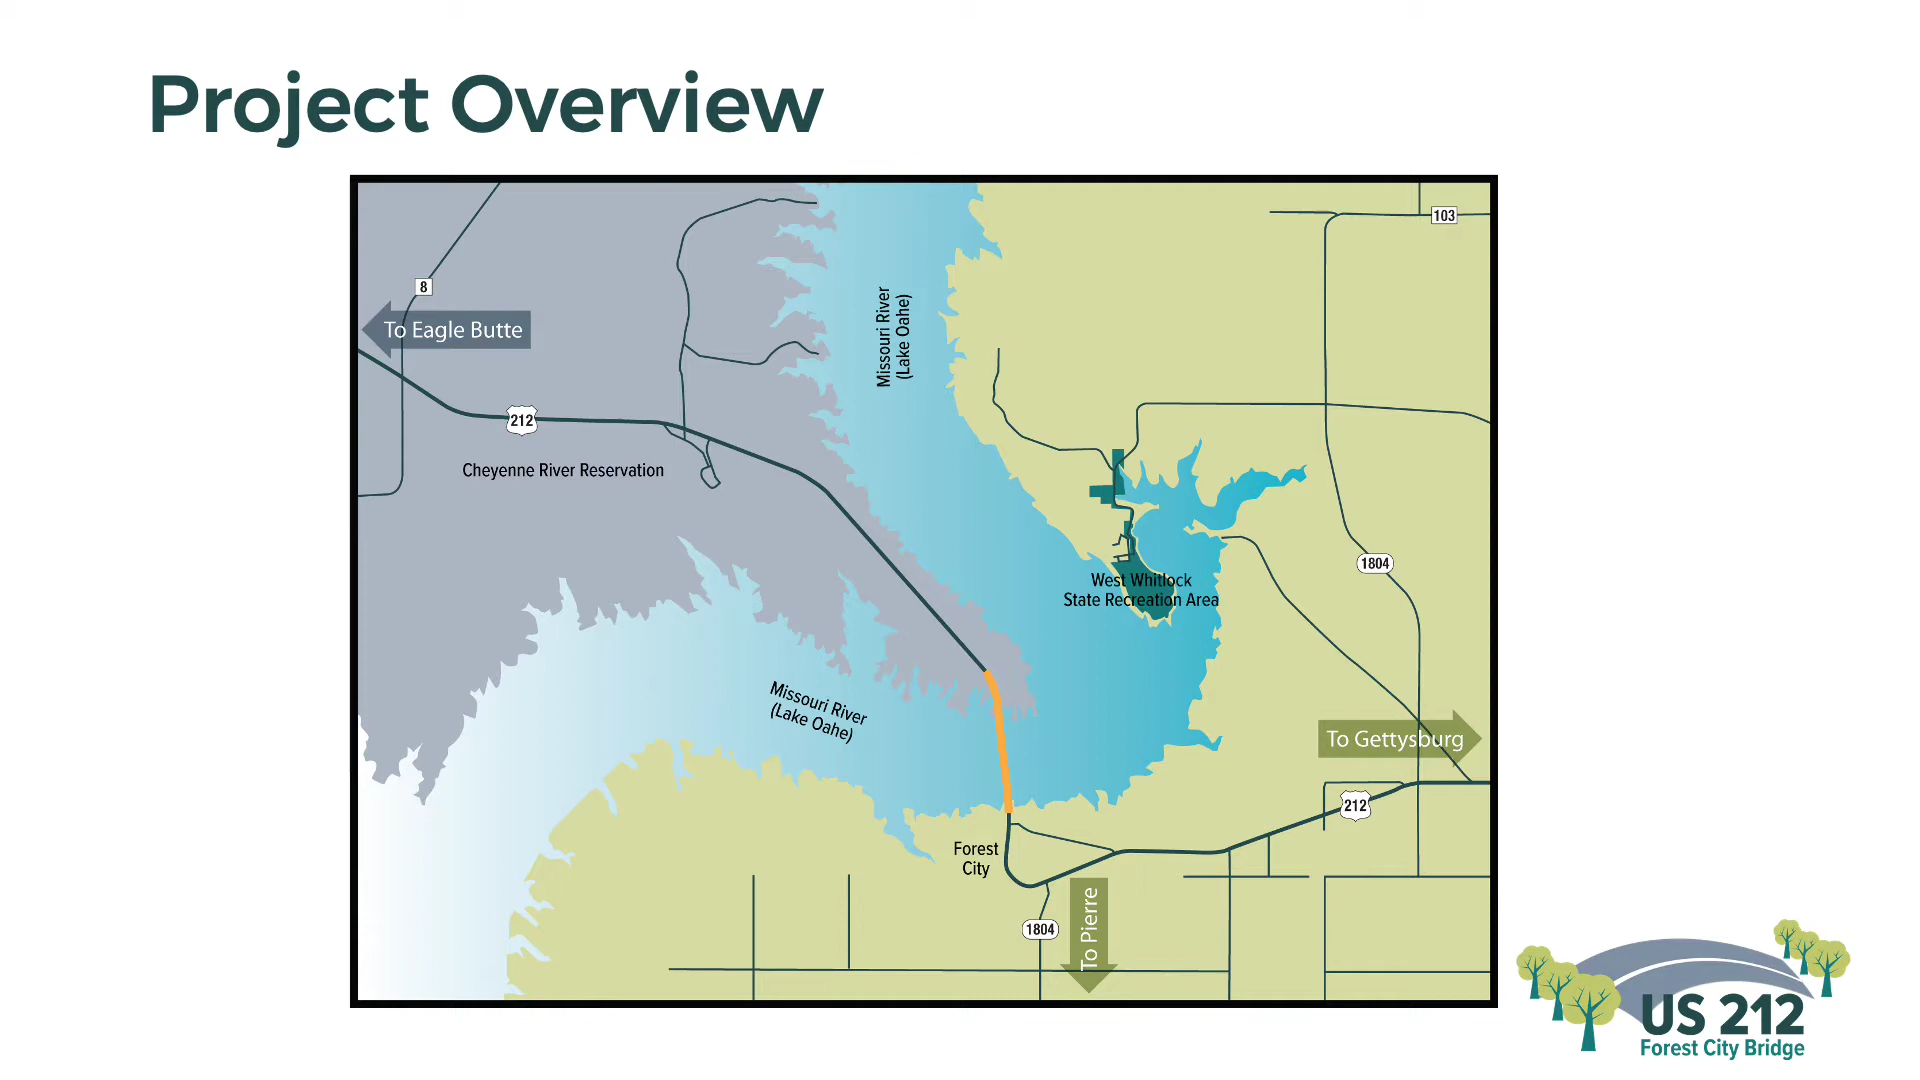 Project Overview
103
8
To Eagle Butte
Missouri River
(Lake Oahe)
212
Cheyenne River Reservation
1804
West Whitlock
State Recreation Area
Missouri River
(Lake Oahe)
To Gettysburg
212
Forest
City
1804
To Pierre
US 212
Forest City Bridge